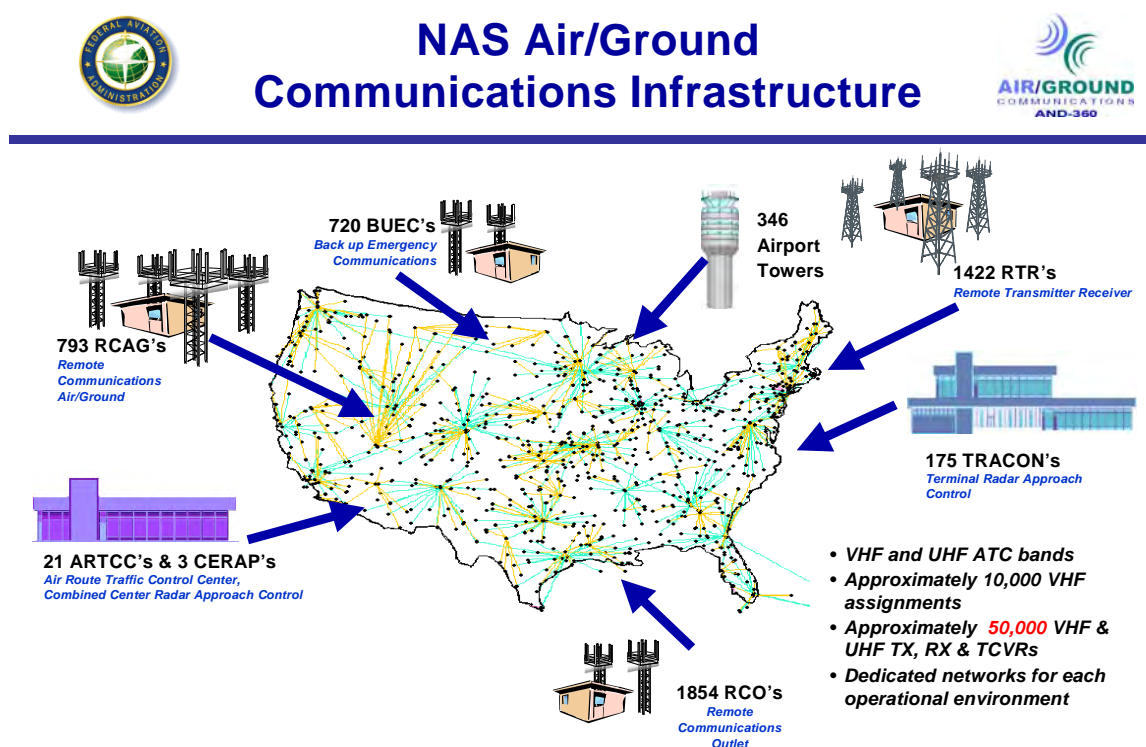 FEDERAL AVIATION
ADMINISTRATION
NAS Air/Ground
Communications Infrastructure
AIR/GROUND
COMMUNICATIONS
AND-360
720 BUEC's
Back up Emergency
Communications
346
Airport
Towers
1422 RTR's
Remote Transmitter Receiver
793 RCAG's
Remote
Communications
Air/Ground
175 TRACON's
Terminal Radar Approach
Control
21 ARTCC's & 3 CERAP's
Air Route Traffic Control Center,
Combined Center Radar Approach Control
• VHF and UHF ATC bands
• Approximately 10,000 VHF
assignments
• Approximately 50,000 VHF &
UHF TX, RX & TCVRs
• Dedicated networks for each
operational environment
1854 RCO's
Remote
Communications
Outlet